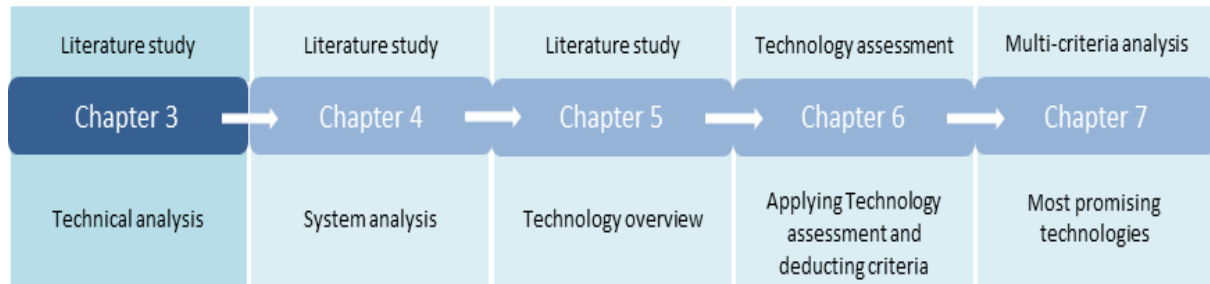 Literature study
Literature study
Literature study
Technology assessment
Multi-criteria analysis
Chapter 3
Chapter 4
Chapter 5
Chapter 6
Chapter 7
Technical analysis
System analysis
Technology overview
Applying Technology
assessment and
deducting criteria
Most promising
technologies